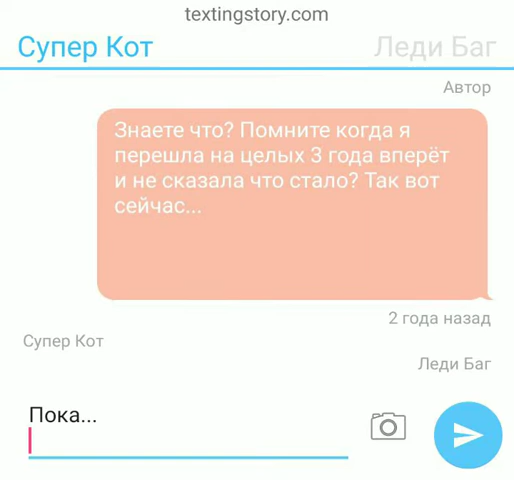 textingstory.com
Супер Кот
Леди Баг
Автор
Знаете что? Помните когда я
перешла на целых 3 года вперёт
и не сказала что стало? Так вот
сейчас...
2 года назад
Супер Кот
Леди Баг
Пока...